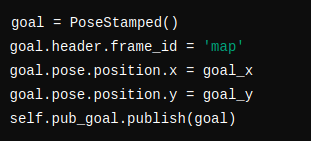 goal = PoseStamped()
goal.header.frame_id = 'map'
goal.pose.position.x = goal_x
goal.pose.position.y = goal_y
self.pub_goal.publish(goal)